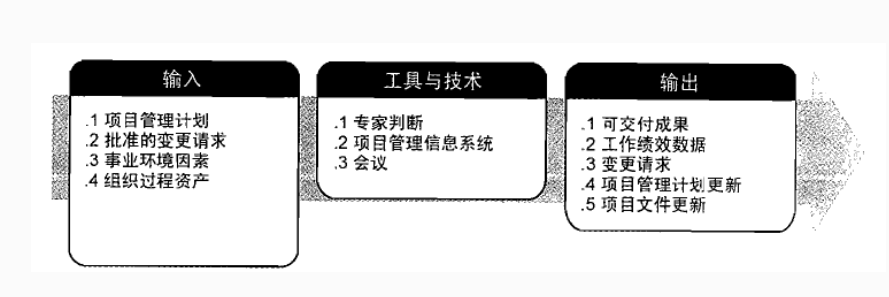 输入
.1 项目管理计划
.2 批准的变更请求
.3 事业环境因素
.4 组织过程资产
工具与技术
.1 专家判断
.2 项目管理信息系统
.3 会议
输出
.1 可交付成果
.2 工作绩效数据
.3 变更请求
.4 项目管理计划更新
.5 项目文件更新